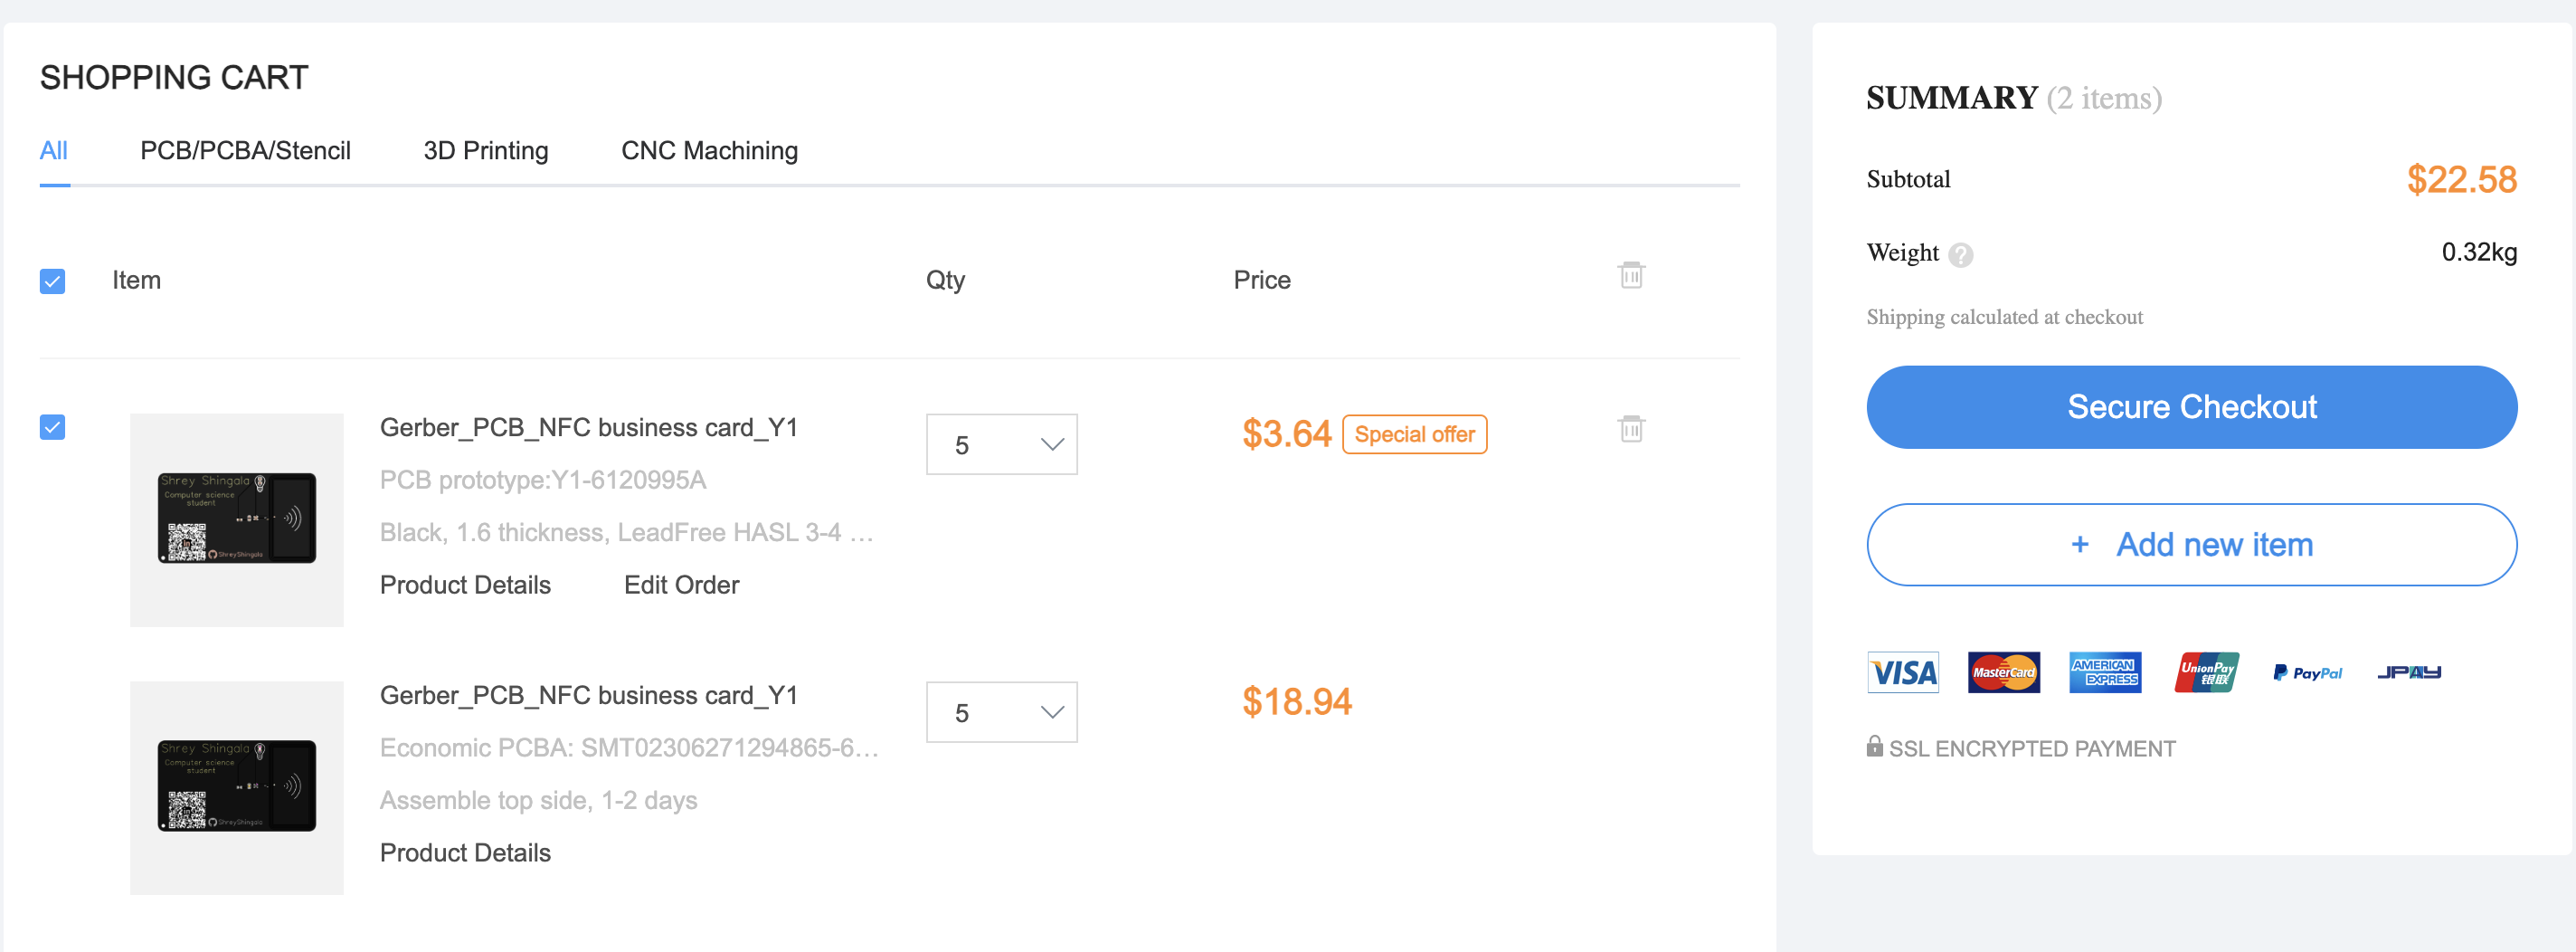 SHOPPING CART
All PCB/PCBA/Stencil 3D Printing CNC Machining
Item Qty Price
Shrey Shingala
Computer science
student
ShreyShingala
Gerber_PCB_NFC business card_Y1
PCB prototype:Y1-6120995A
Black, 1.6 thickness, LeadFree HASL 3-4 ...
Product Details Edit Order
5
$3.64 Special offer
Shrey Shingala
Computer science
student
ShreyShingala
Gerber_PCB_NFC business card_Y1
Economic PCBA: SMT02306271294865-6...
Assemble top side, 1-2 days
Product Details
5
$18.94
SUMMARY (2 items)
Subtotal $22.58
Weight ? 0.32kg
Shipping calculated at checkout
Secure Checkout
+ Add new item
VISA MasterCard AMERICAN EXPRESS UnionPay 银联 PayPal JPAY
SSL ENCRYPTED PAYMENT